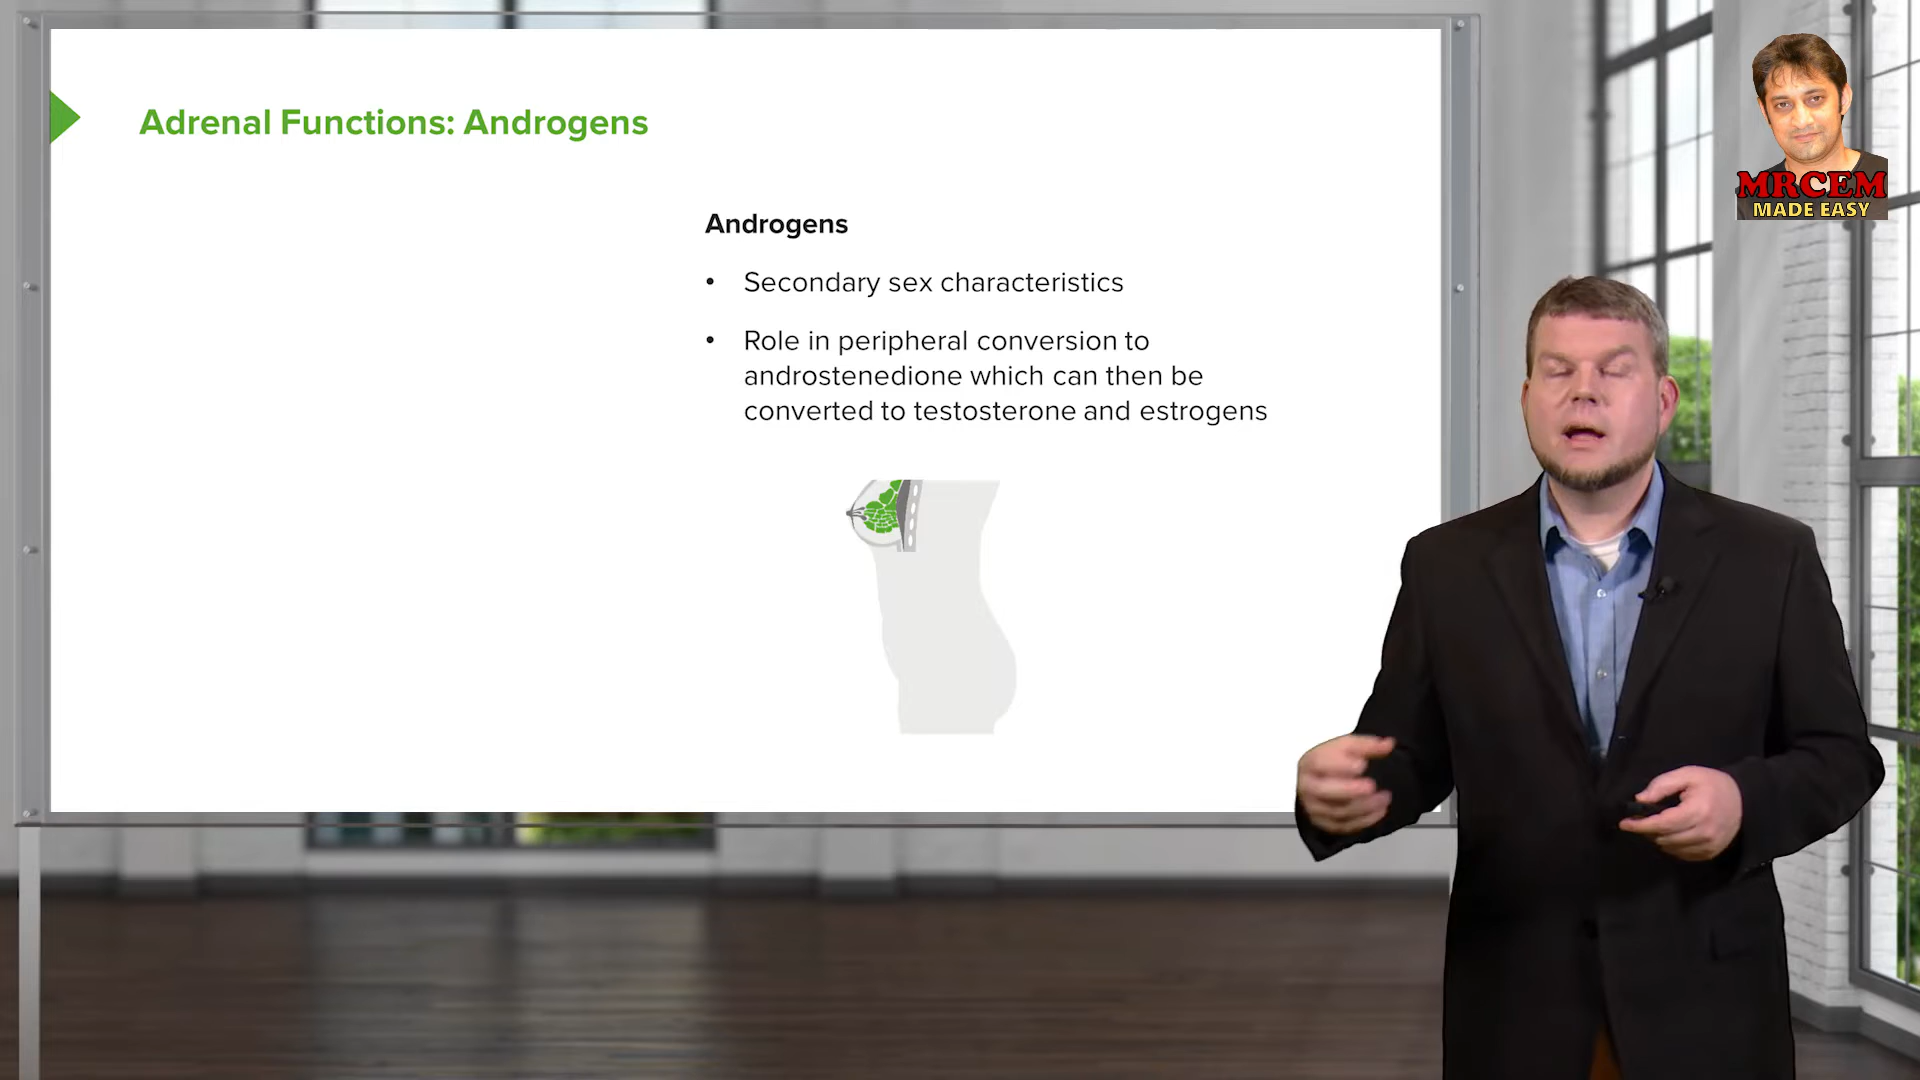 Adrenal Functions: Androgens
Androgens
• Secondary sex characteristics
• Role in peripheral conversion to
androstenedione which can then be
converted to testosterone and estrogens
MRCEM
MADE EASY